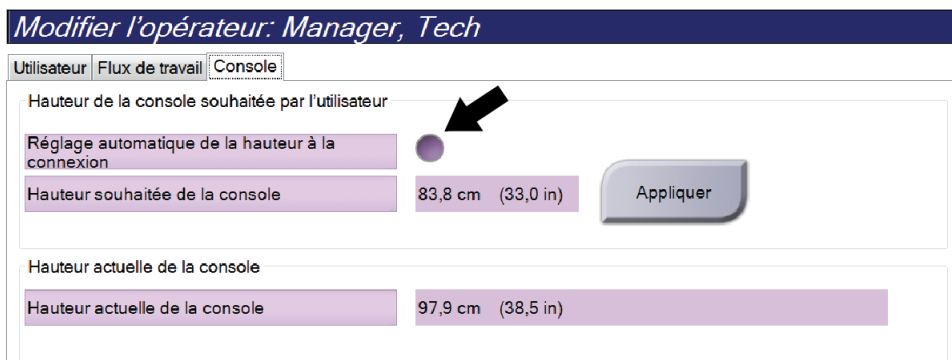 Modifier l'opérateur: Manager, Tech
Utilisateur Flux de travail Console
Hauteur de la console souhaitée par l'utilisateur
Réglage automatique de la hauteur à la
connexion
Hauteur souhaitée de la console 83,8 cm (33,0 in) Appliquer
Hauteur actuelle de la console
Hauteur actuelle de la console 97,9 cm (38,5 in)